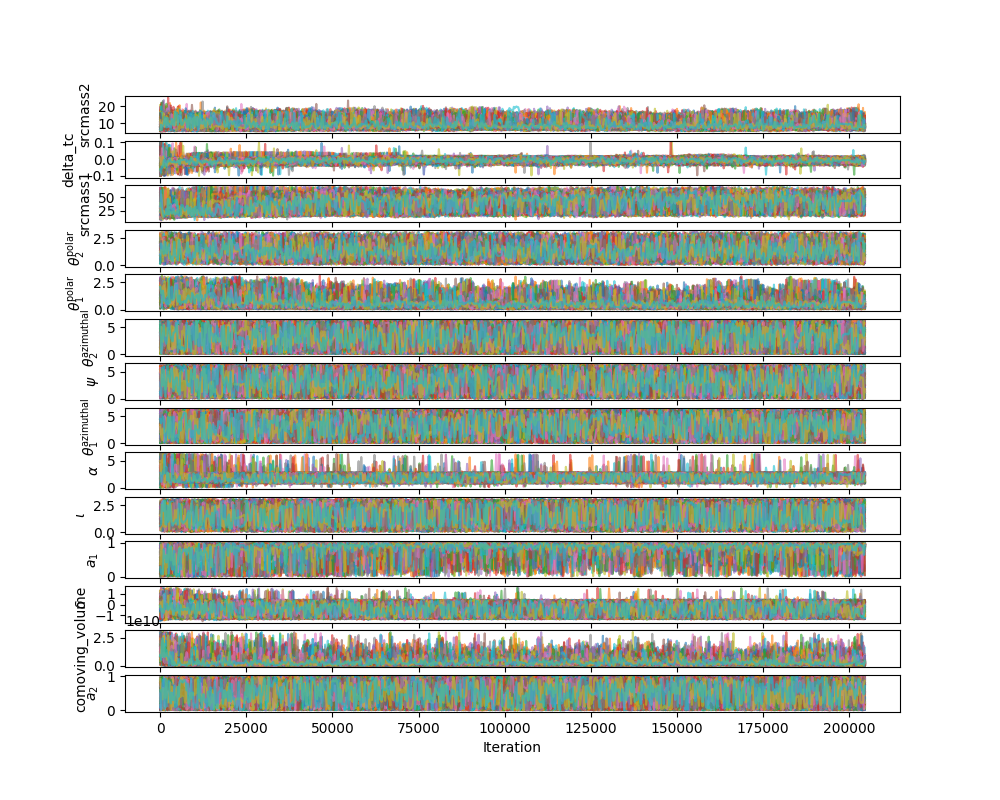 srcmass2
20
10
delta_tc
0.1
0.0
−0.1
srcmass1
50
25
θ₂^polar
2.5
0.0
θ₁^polar
2.5
0.0
θ₂^azimuthal
5
0
ψ
5
0
θ₁^azimuthal
5
0
α
5
0
ι
2.5
0.0
a₁
1
0
1
0
−1
comoving_volume
1e10
2.5
0.0
a₂
1
0
0 25000 50000 75000 100000 125000 150000 175000 200000
Iteration